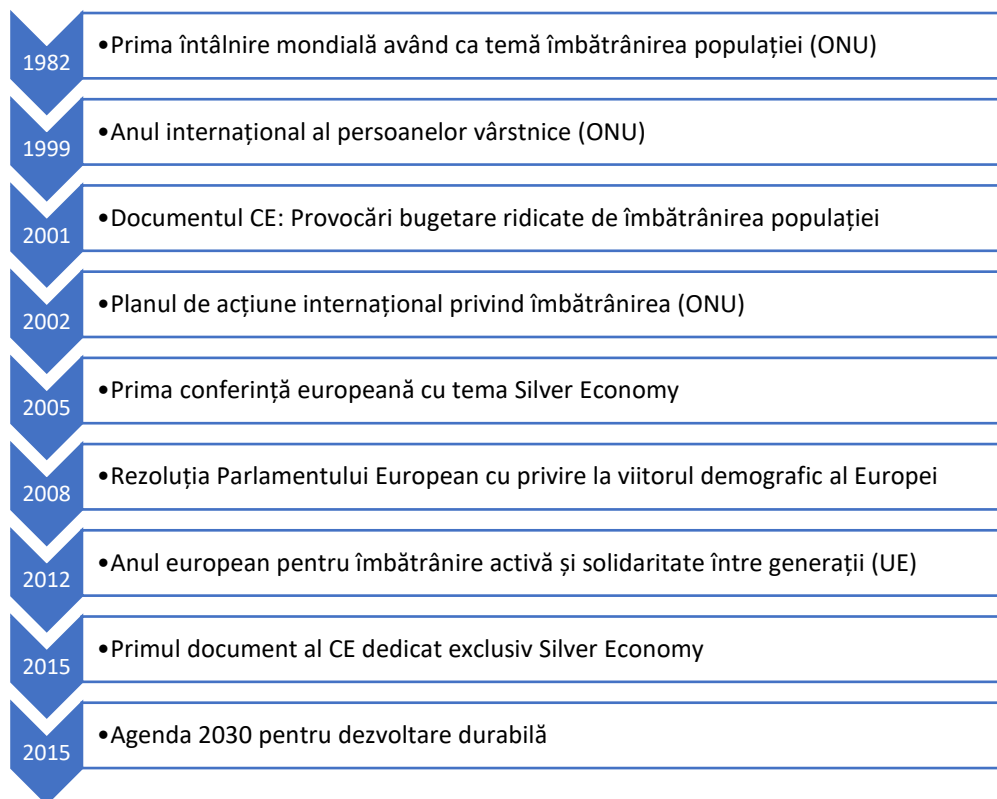 1982
•Prima întâlnire mondială având ca temă îmbătrânirea populației (ONU)
1999
•Anul internațional al persoanelor vârstnice (ONU)
2001
•Documentul CE: Provocări bugetare ridicate de îmbătrânirea populației
2002
•Planul de acțiune internațional privind îmbătrânirea (ONU)
2005
•Prima conferință europeană cu tema Silver Economy
2008
•Rezoluția Parlamentului European cu privire la viitorul demografic al Europei
2012
•Anul european pentru îmbătrânire activă și solidaritate între generații (UE)
2015
•Primul document al CE dedicat exclusiv Silver Economy
2015
•Agenda 2030 pentru dezvoltare durabilă